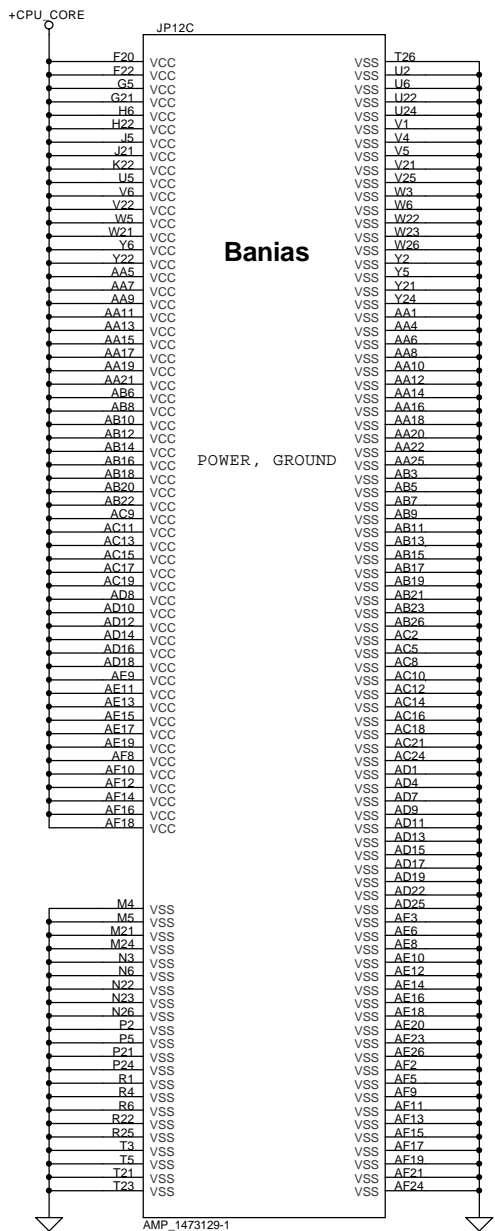 +CPU_CORE
JP12C
F20 VCC VSS T26
F22 VCC VSS U2
G5 VCC VSS U6
G21 VCC VSS U22
H6 VCC VSS U24
H22 VCC VSS V1
J5 VCC VSS V4
J21 VCC VSS V5
K22 VCC VSS V21
U5 VCC VSS V25
V6 VCC VSS W3
V22 VCC VSS W6
W5 VCC VSS W22
W21 VCC VSS W23
Y6 VCC Banias VSS W26
Y22 VCC VSS Y2
AA5 VCC VSS Y5
AA7 VCC VSS Y21
AA9 VCC VSS Y24
AA11 VCC VSS AA1
AA13 VCC VSS AA4
AA15 VCC VSS AA6
AA17 VCC VSS AA8
AA19 VCC VSS AA10
AA21 VCC VSS AA12
AB6 VCC VSS AA14
AB8 VCC VSS AA16
AB10 VCC VSS AA18
AB12 VCC VSS AA20
AB14 VCC VSS AA22
AB16 VCC POWER, GROUND VSS AA25
AB18 VCC VSS AB3
AB20 VCC VSS AB5
AB22 VCC VSS AB7
AC9 VCC VSS AB9
AC11 VCC VSS AB11
AC13 VCC VSS AB13
AC15 VCC VSS AB15
AC17 VCC VSS AB17
AC19 VCC VSS AB19
AD8 VCC VSS AB21
AD10 VCC VSS AB23
AD12 VCC VSS AB26
AD14 VCC VSS AC2
AD16 VCC VSS AC5
AD18 VCC VSS AC8
AE9 VCC VSS AC10
AE11 VCC VSS AC12
AE13 VCC VSS AC14
AE15 VCC VSS AC16
AE17 VCC VSS AC18
AE19 VCC VSS AC21
AF8 VCC VSS AC24
AF10 VCC VSS AD1
AF12 VCC VSS AD4
AF14 VCC VSS AD7
AF16 VCC VSS AD9
AF18 VCC VSS AD11
VSS AD13
VSS AD15
VSS AD17
VSS AD19
VSS AD22
M4 VSS VSS AD25
M5 VSS VSS AE3
M21 VSS VSS AE6
M24 VSS VSS AE8
N3 VSS VSS AE10
N6 VSS VSS AE12
N22 VSS VSS AE14
N23 VSS VSS AE16
N26 VSS VSS AE18
P2 VSS VSS AE20
P5 VSS VSS AE23
P21 VSS VSS AE26
P24 VSS VSS AF2
R1 VSS VSS AF5
R4 VSS VSS AF9
R6 VSS VSS AF11
R22 VSS VSS AF13
R25 VSS VSS AF15
T3 VSS VSS AF17
T5 VSS VSS AF19
T21 VSS VSS AF21
T23 VSS VSS AF24
AMP_1473129-1